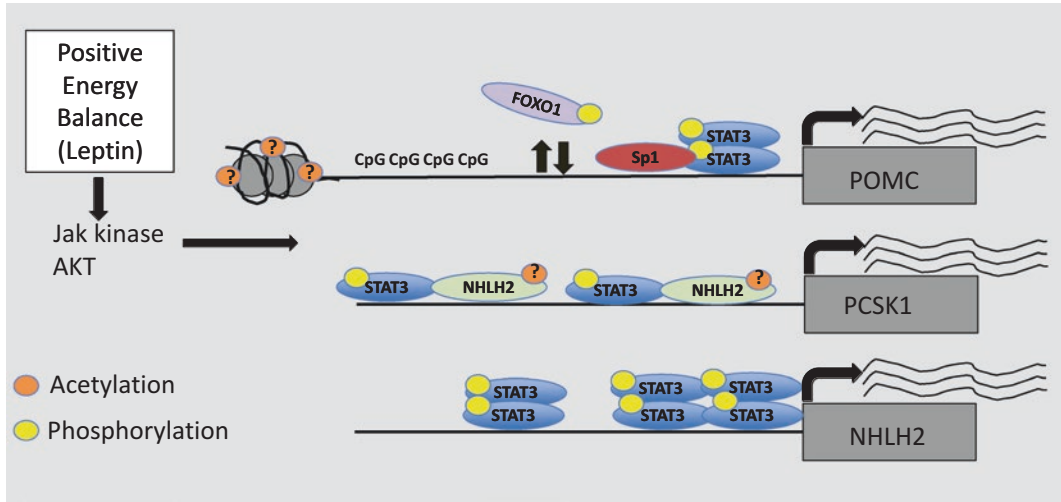 Positive
Energy
Balance
(Leptin)
Jak kinase
AKT
FOXO1
? ? ?
CpG CpG CpG CpG
Sp1
STAT3
STAT3
POMC
STAT3 NHLH2 ? STAT3 NHLH2 ?
PCSK1
STAT3 STAT3 STAT3
STAT3 STAT3 STAT3
NHLH2
Acetylation
Phosphorylation